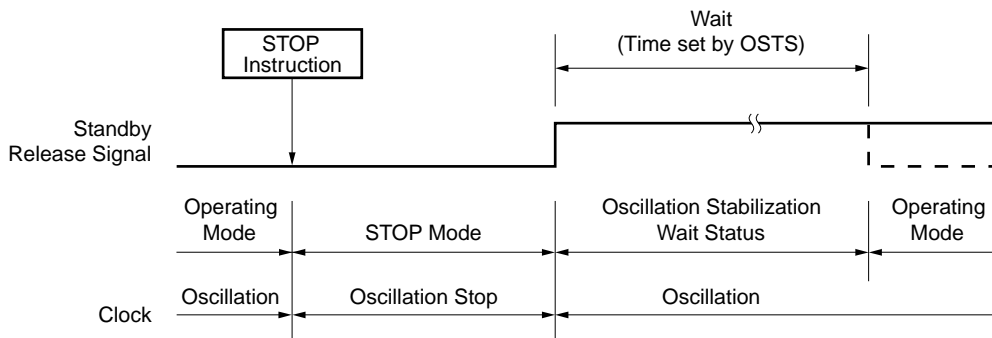 Wait
(Time set by OSTS)
STOP
Instruction
Standby
Release Signal
Operating
Mode
STOP Mode
Oscillation Stabilization
Wait Status
Operating
Mode
Clock
Oscillation
Oscillation Stop
Oscillation